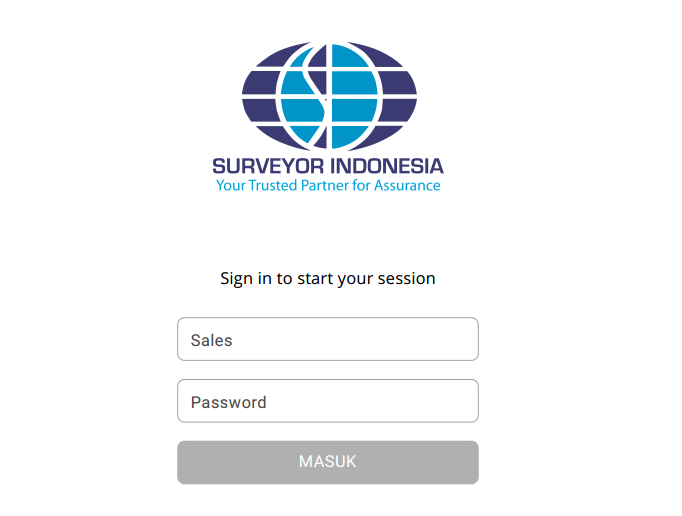 SURVEYOR INDONESIA
Your Trusted Partner for Assurance
Sign in to start your session
Sales
Password
MASUK